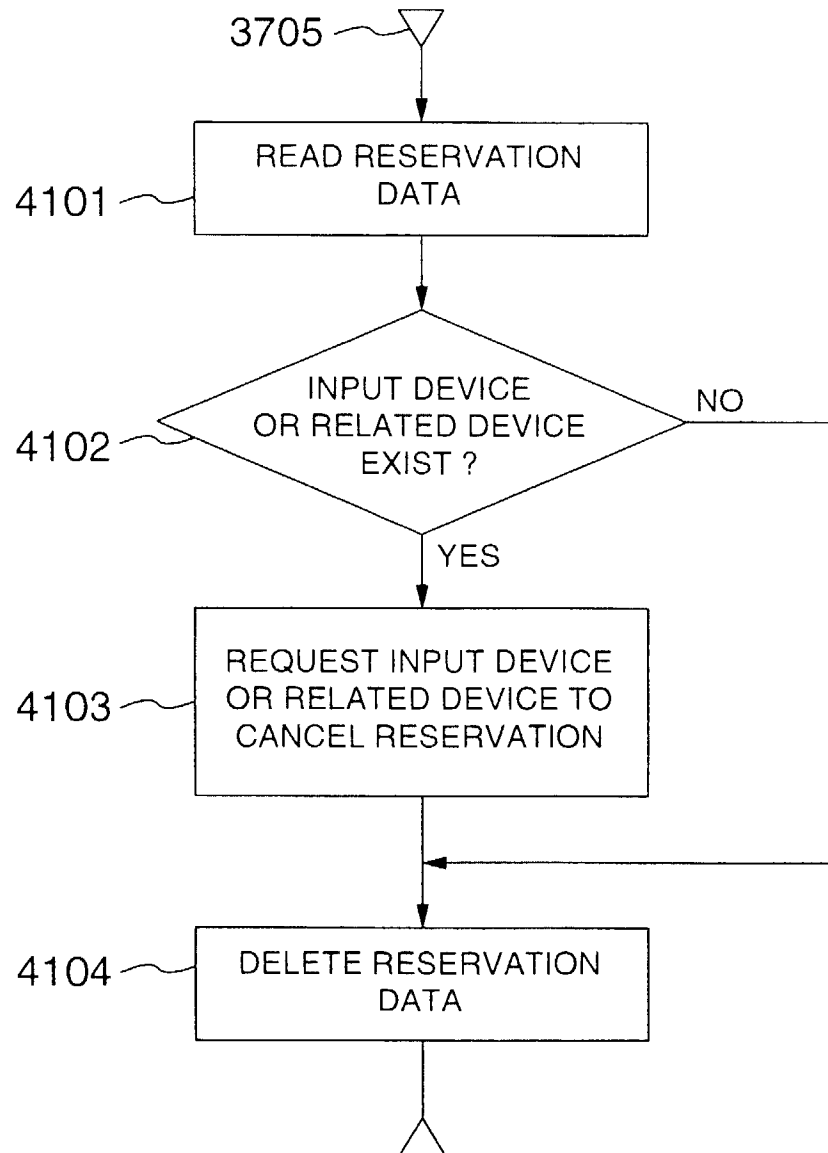 3705
READ RESERVATION
DATA
4101
INPUT DEVICE
OR RELATED DEVICE
EXIST ?
NO
4102
YES
REQUEST INPUT DEVICE
OR RELATED DEVICE TO
CANCEL RESERVATION
4103
DELETE RESERVATION
DATA
4104